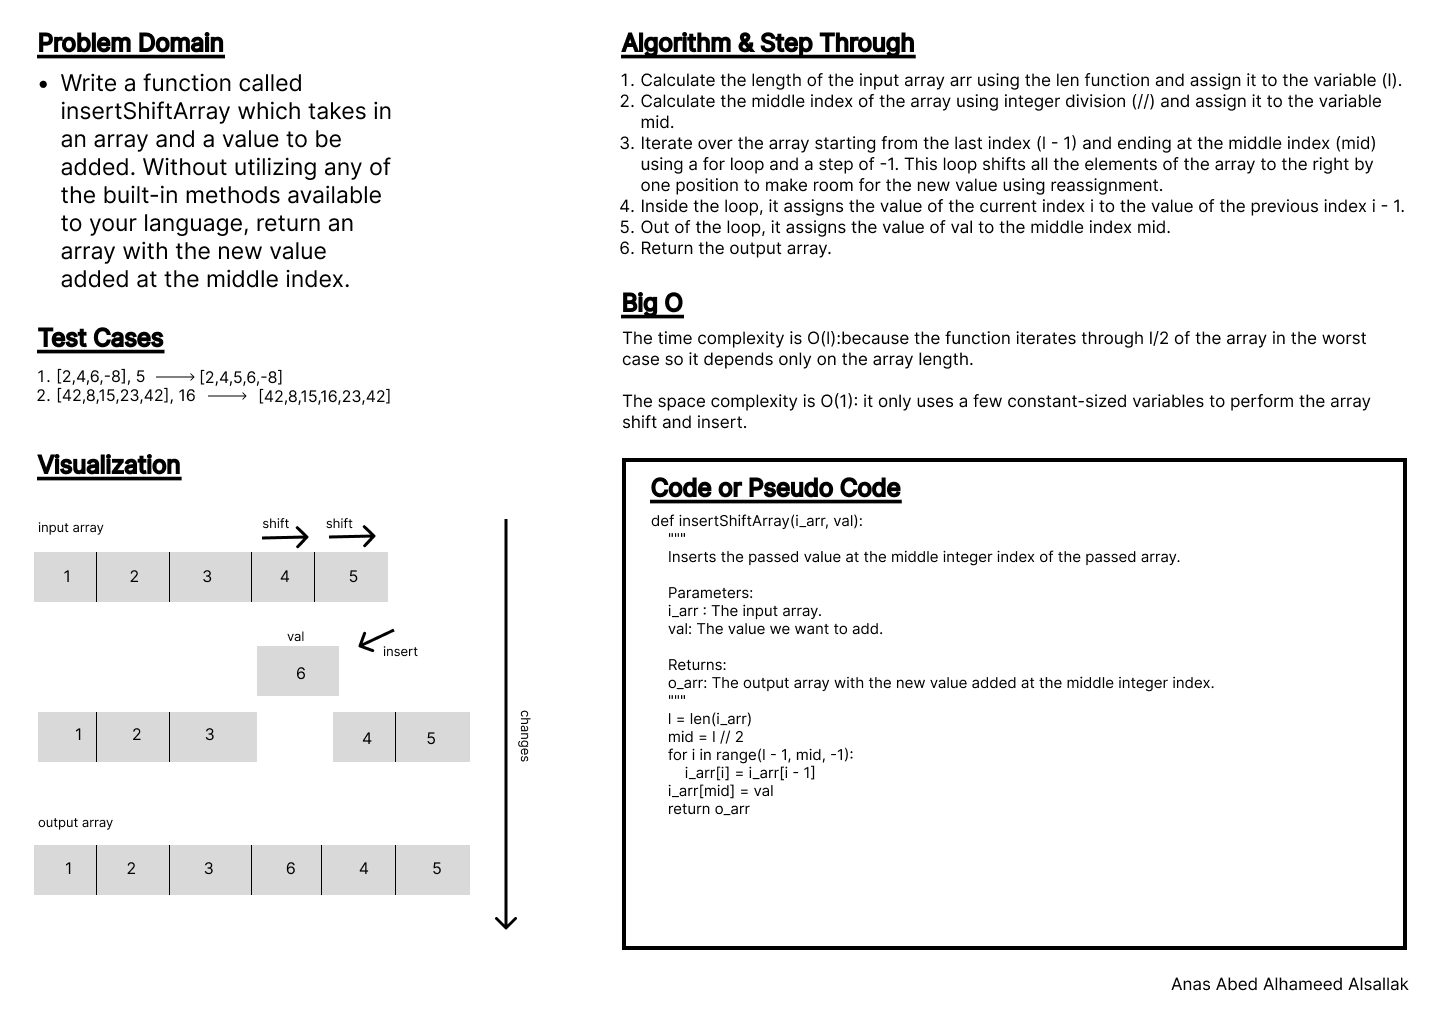 Problem Domain
• Write a function called
insertShiftArray which takes in
an array and a value to be
added. Without utilizing any of
the built-in methods available
to your language, return an
array with the new value
added at the middle index.
Test Cases
1. [2,4,6,-8], 5 ⟶ [2,4,5,6,-8]
2. [42,8,15,23,42], 16 ⟶ [42,8,15,16,23,42]
Visualization
input array
shift shift
1 2 3 4 5
val
insert
6
1 2 3 4 5
changes
output array
1 2 3 6 4 5
Algorithm & Step Through
1. Calculate the length of the input array arr using the len function and assign it to the variable (l).
2. Calculate the middle index of the array using integer division (//) and assign it to the variable
mid.
3. Iterate over the array starting from the last index (l - 1) and ending at the middle index (mid)
using a for loop and a step of -1. This loop shifts all the elements of the array to the right by
one position to make room for the new value using reassignment.
4. Inside the loop, it assigns the value of the current index i to the value of the previous index i - 1.
5. Out of the loop, it assigns the value of val to the middle index mid.
6. Return the output array.
Big O
The time complexity is O(l):because the function iterates through l/2 of the array in the worst
case so it depends only on the array length.
The space complexity is O(1): it only uses a few constant-sized variables to perform the array
shift and insert.
Code or Pseudo Code
def insertShiftArray(i_arr, val):
"""
Inserts the passed value at the middle integer index of the passed array.
Parameters:
i_arr : The input array.
val: The value we want to add.
Returns:
o_arr: The output array with the new value added at the middle integer index.
"""
l = len(i_arr)
mid = l // 2
for i in range(l - 1, mid, -1):
i_arr[i] = i_arr[i - 1]
i_arr[mid] = val
return o_arr
Anas Abed Alhameed Alsallak